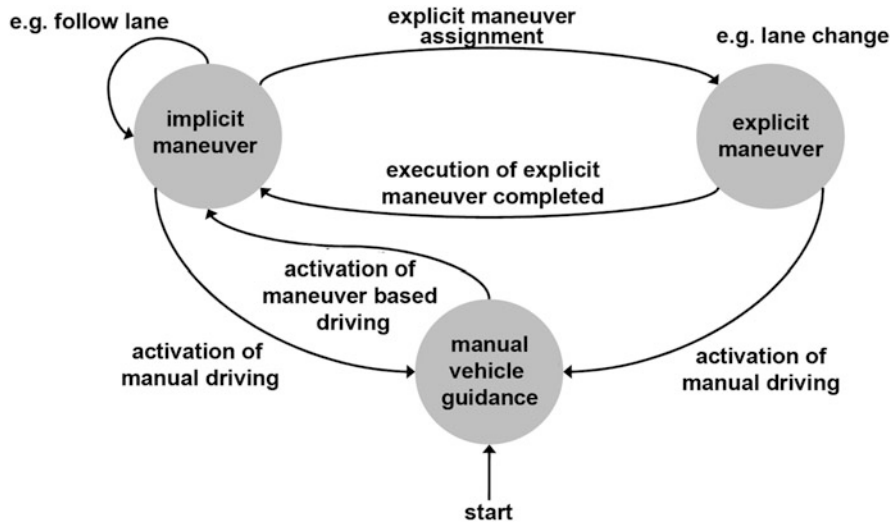 e.g. follow lane
explicit maneuver
assignment
e.g. lane change
implicit
maneuver
explicit
maneuver
execution of explicit
maneuver completed
activation of
maneuver based
driving
activation of
manual driving
manual
vehicle
guidance
activation of
manual driving
start